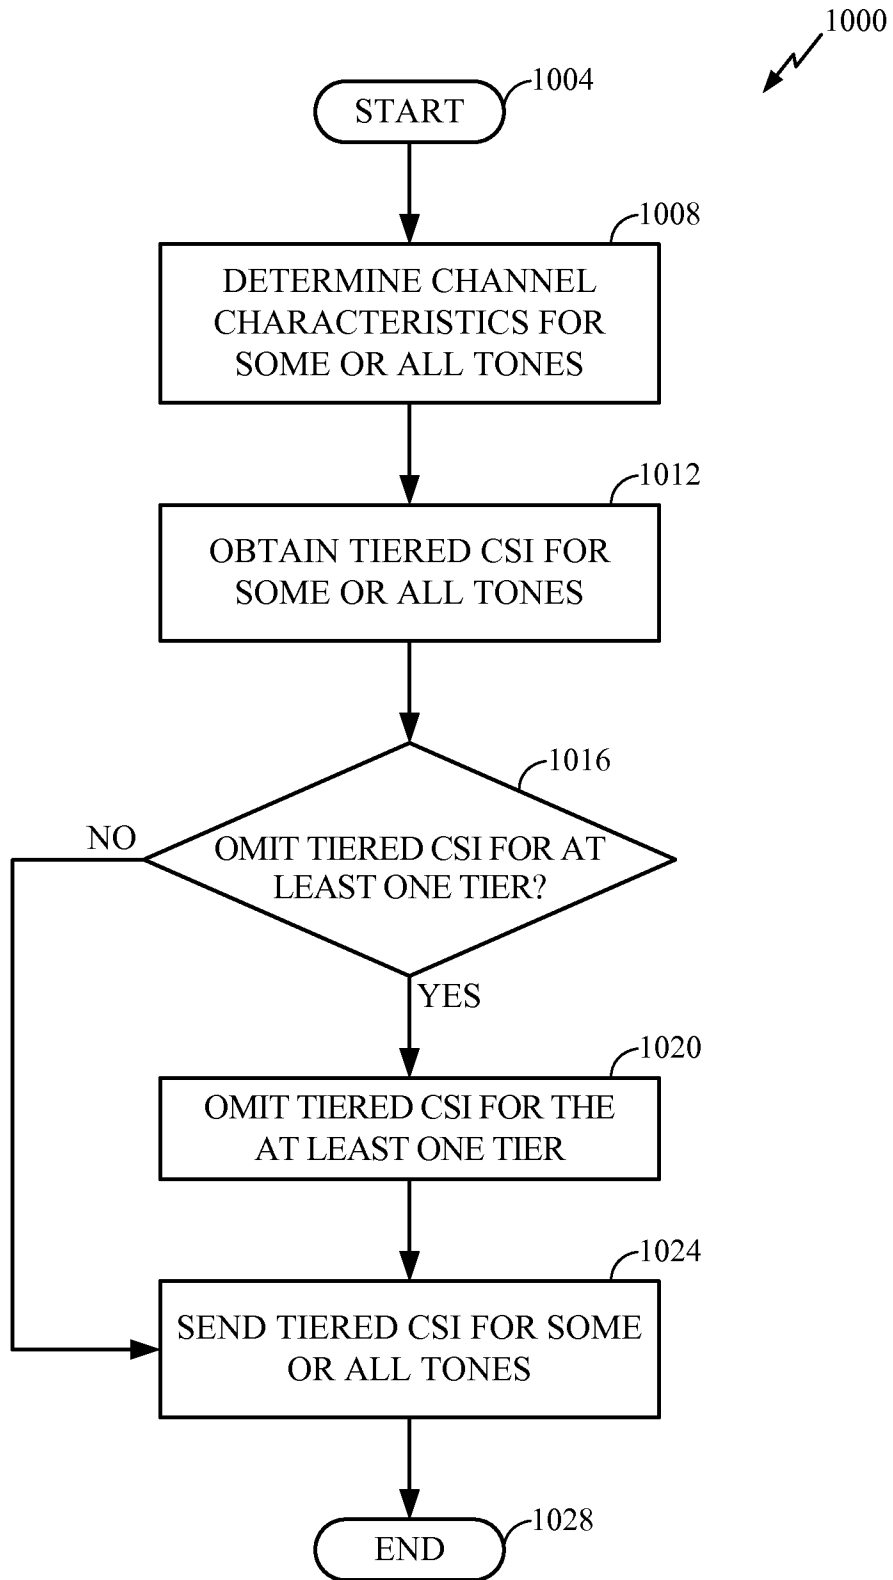 1000
START
1004
1008
DETERMINE CHANNEL
CHARACTERISTICS FOR
SOME OR ALL TONES
1012
OBTAIN TIERED CSI FOR
SOME OR ALL TONES
1016
NO
OMIT TIERED CSI FOR AT
LEAST ONE TIER?
YES
1020
OMIT TIERED CSI FOR THE
AT LEAST ONE TIER
1024
SEND TIERED CSI FOR SOME
OR ALL TONES
END
1028